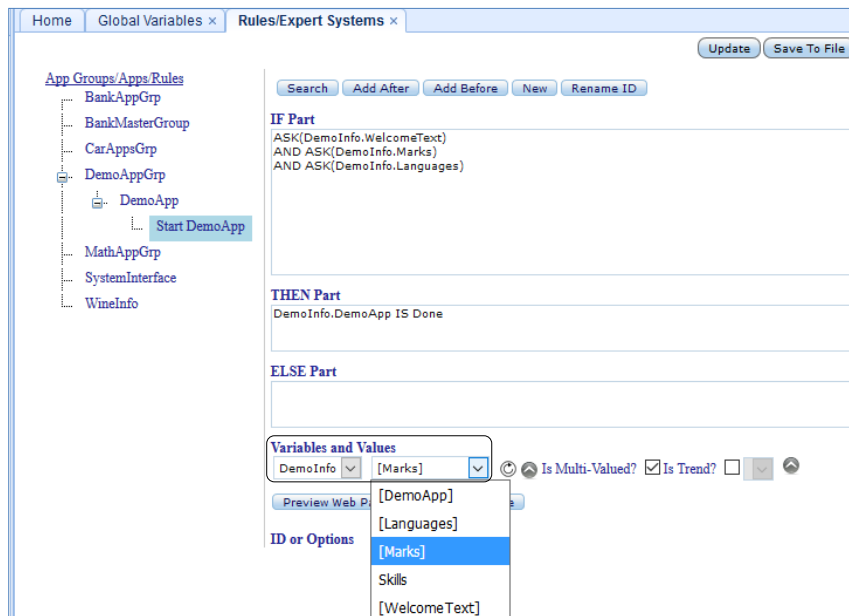 Home Global Variables × Rules/Expert Systems ×
Update Save To File
App Groups/Apps/Rules
BankAppGrp
BankMasterGroup
CarAppsGrp
DemoAppGrp
DemoApp
Start DemoApp
MathAppGrp
SystemInterface
WineInfo
Search Add After Add Before New Rename ID
IF Part
ASK(DemoInfo.WelcomeText)
AND ASK(DemoInfo.Marks)
AND ASK(DemoInfo.Languages)
THEN Part
DemoInfo.DemoApp IS Done
ELSE Part
Variables and Values
DemoInfo [Marks] Is Multi-Valued? Is Trend?
Preview Web
[DemoApp]
[Languages]
ID or Options
[Marks]
Skills
[WelcomeText]